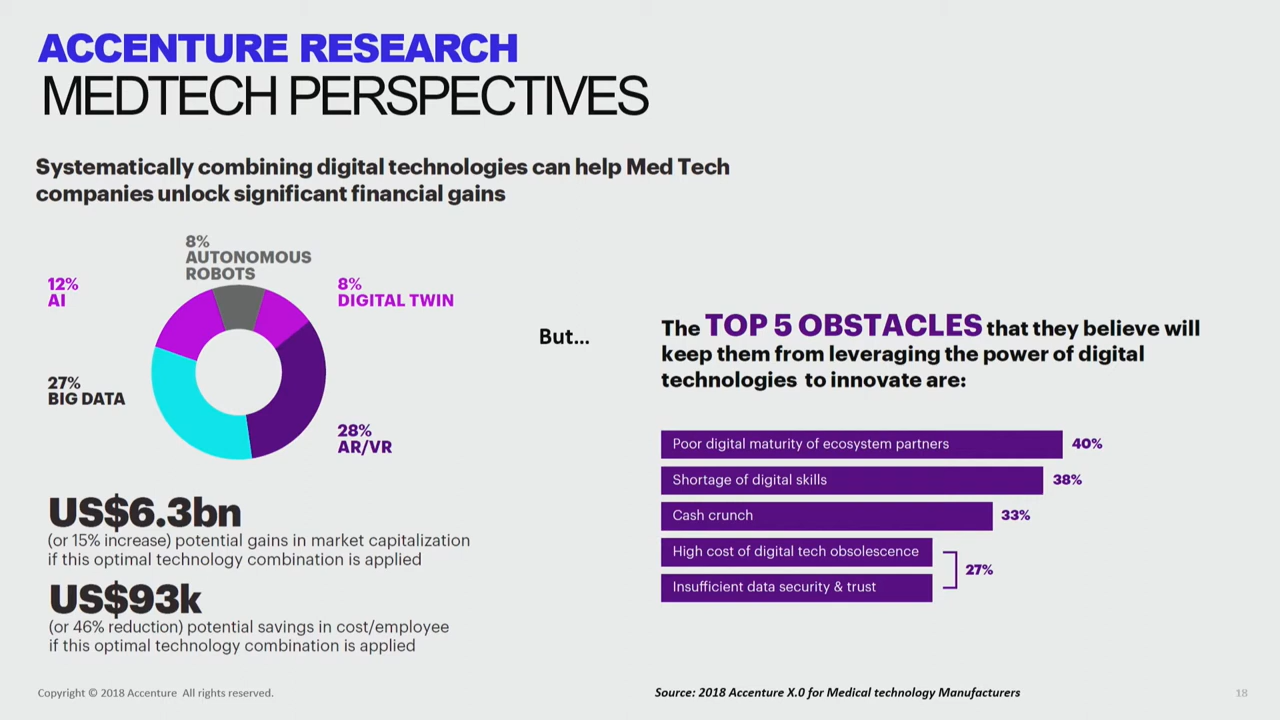 ACCENTURE RESEARCH
MEDTECH PERSPECTIVES
Systematically combining digital technologies can help Med Tech
companies unlock significant financial gains
8%
AUTONOMOUS
ROBOTS
12%
AI
8%
DIGITAL TWIN
27%
BIG DATA
28%
AR/VR
US$6.3bn
(or 15% increase) potential gains in market capitalization
if this optimal technology combination is applied
US$93k
(or 46% reduction) potential savings in cost/employee
if this optimal technology combination is applied
But...
The TOP 5 OBSTACLES that they believe will
keep them from leveraging the power of digital
technologies to innovate are:
Poor digital maturity of ecosystem partners 40%
Shortage of digital skills 38%
Cash crunch 33%
High cost of digital tech obsolescence
27%
Insufficient data security & trust
Copyright © 2018 Accenture All rights reserved.
Source: 2018 Accenture X.0 for Medical technology Manufacturers
18